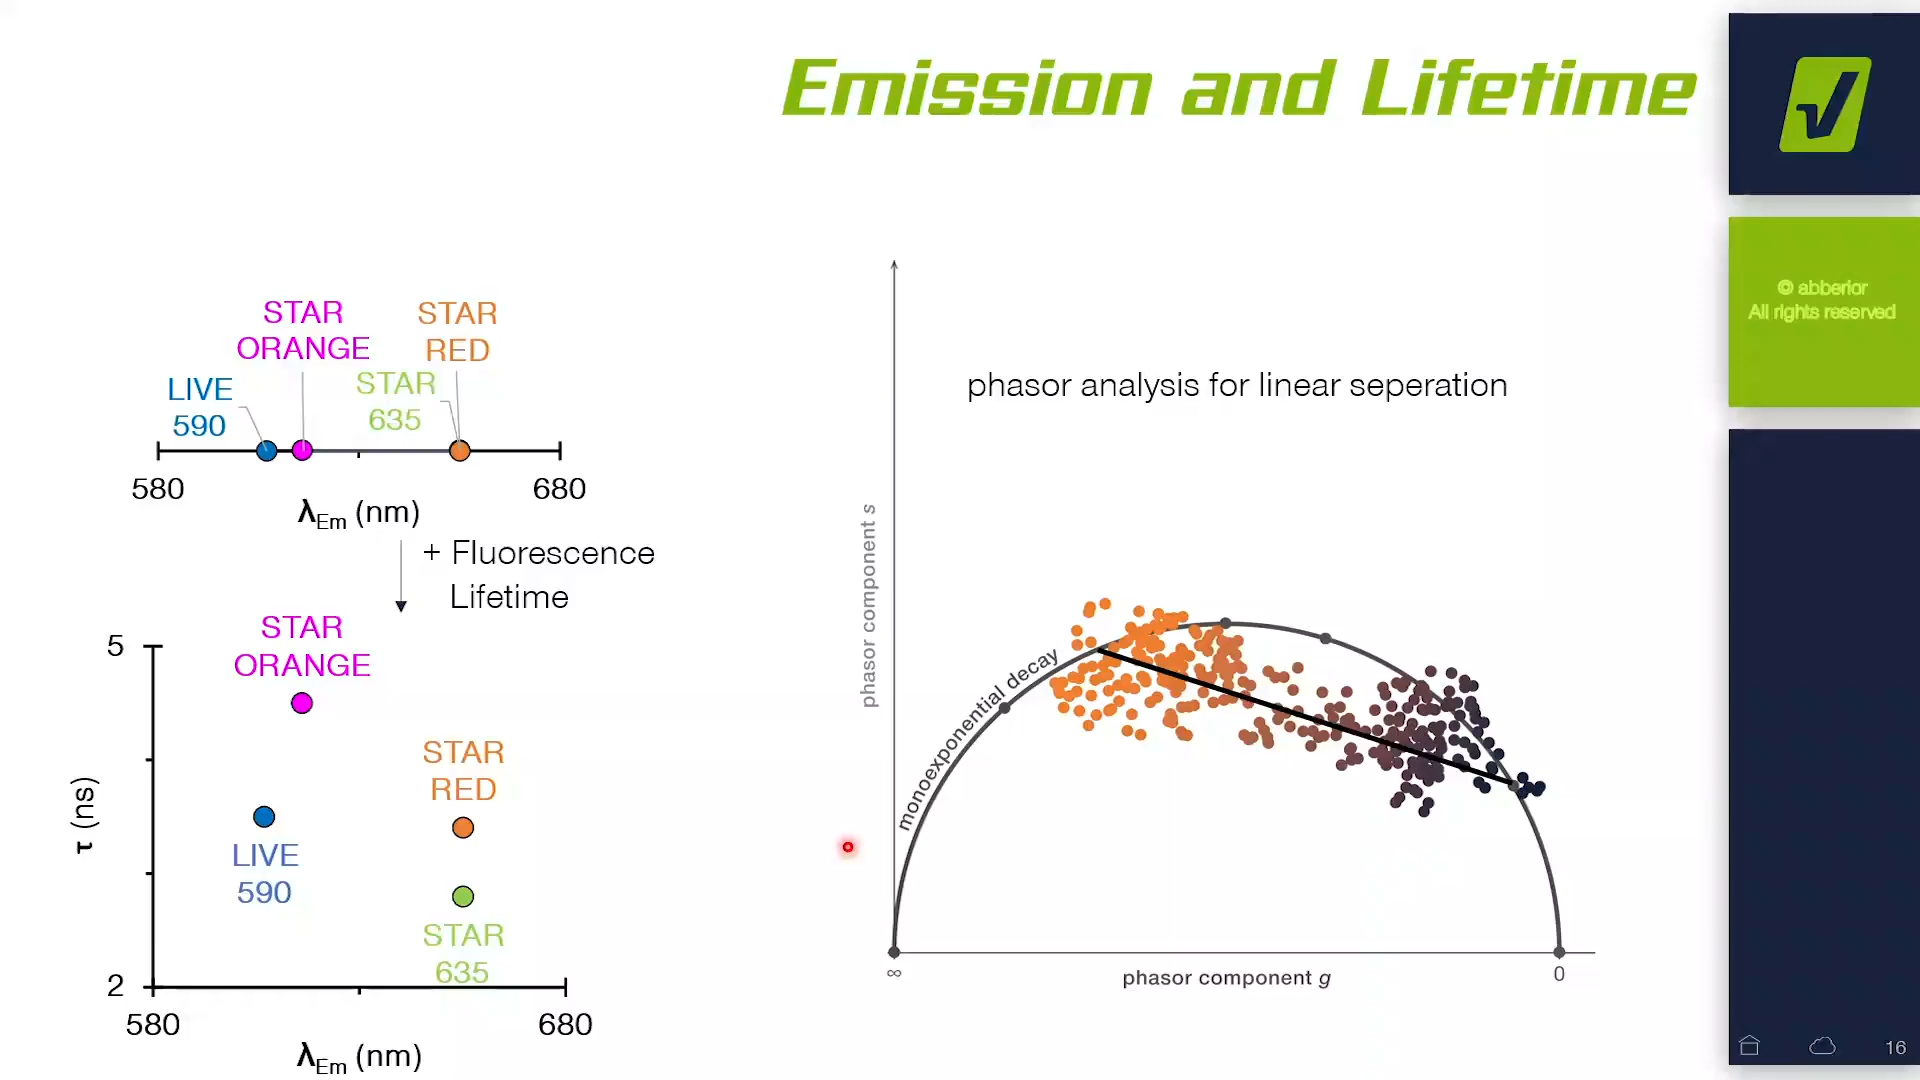 Emission and Lifetime
© abberior
All rights reserved
STAR
ORANGE
STAR
RED
LIVE
590
STAR
635
580
680
λEm (nm)
+ Fluorescence
Lifetime
5
STAR
ORANGE
STAR
RED
τ (ns)
LIVE
590
STAR
635
2
580
680
λEm (nm)
phasor analysis for linear seperation
phasor component s
monoexponential decay
∞
phasor component g
0
16